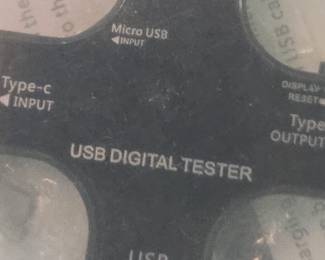 Micro USB
◀INPUT
Type-c
◀INPUT
DISPLAY
RESET
Type
OUTPUT
USB DIGITAL TESTER
USB